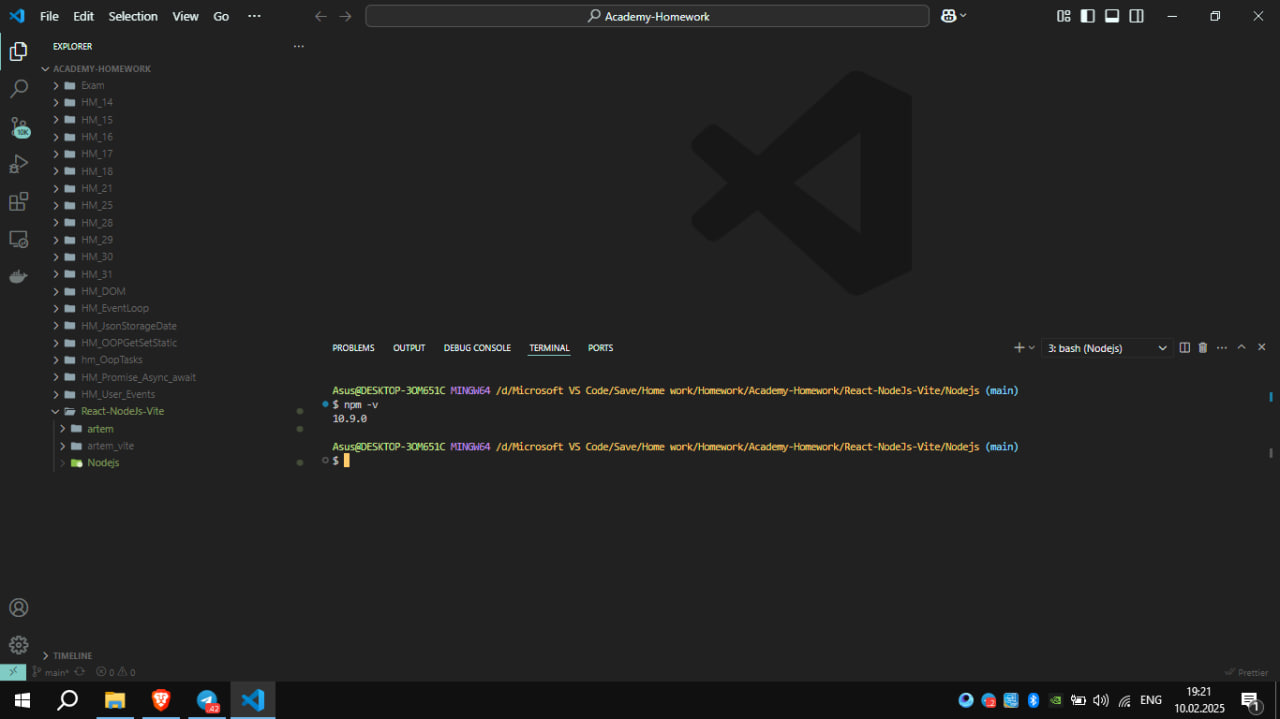 File Edit Selection View Go ··· Academy-Homework
EXPLORER ···
ACADEMY-HOMEWORK
Exam
HM_14
HM_15
HM_16
HM_17
HM_18
HM_21
HM_25
HM_28
HM_29
HM_30
HM_31
HM_DOM
HM_EventLoop
HM_JsonStorageDate
HM_OOPGetSetStatic
hm_OopTasks
HM_Promise_Async_await
HM_User_Events
React-NodeJs-Vite
artem
artem_vite
Nodejs
TIMELINE
10K
PROBLEMS OUTPUT DEBUG CONSOLE TERMINAL PORTS 3: bash (Nodejs) ···
Asus@DESKTOP-3OM651C MINGW64 /d/Microsoft VS Code/Save/Home work/Homework/Academy-Homework/React-NodeJs-Vite/Nodejs (main)
$ npm -v
10.9.0
Asus@DESKTOP-3OM651C MINGW64 /d/Microsoft VS Code/Save/Home work/Homework/Academy-Homework/React-NodeJs-Vite/Nodejs (main)
$
main* 0 0 Prettier
42
2
ENG
19:21
10.02.2025
1